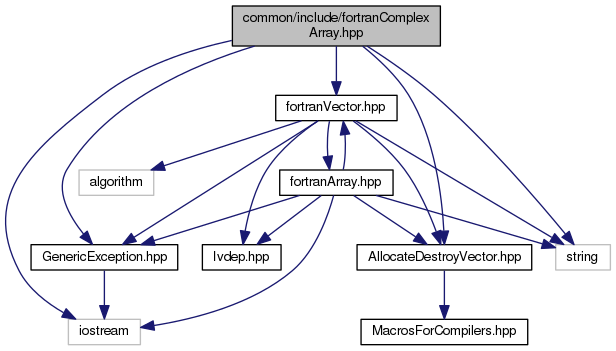 common/include/fortranComplex
Array.hpp
fortranVector.hpp
algorithm
fortranArray.hpp
GenericException.hpp
ivdep.hpp
AllocateDestroyVector.hpp
string
iostream
MacrosForCompilers.hpp